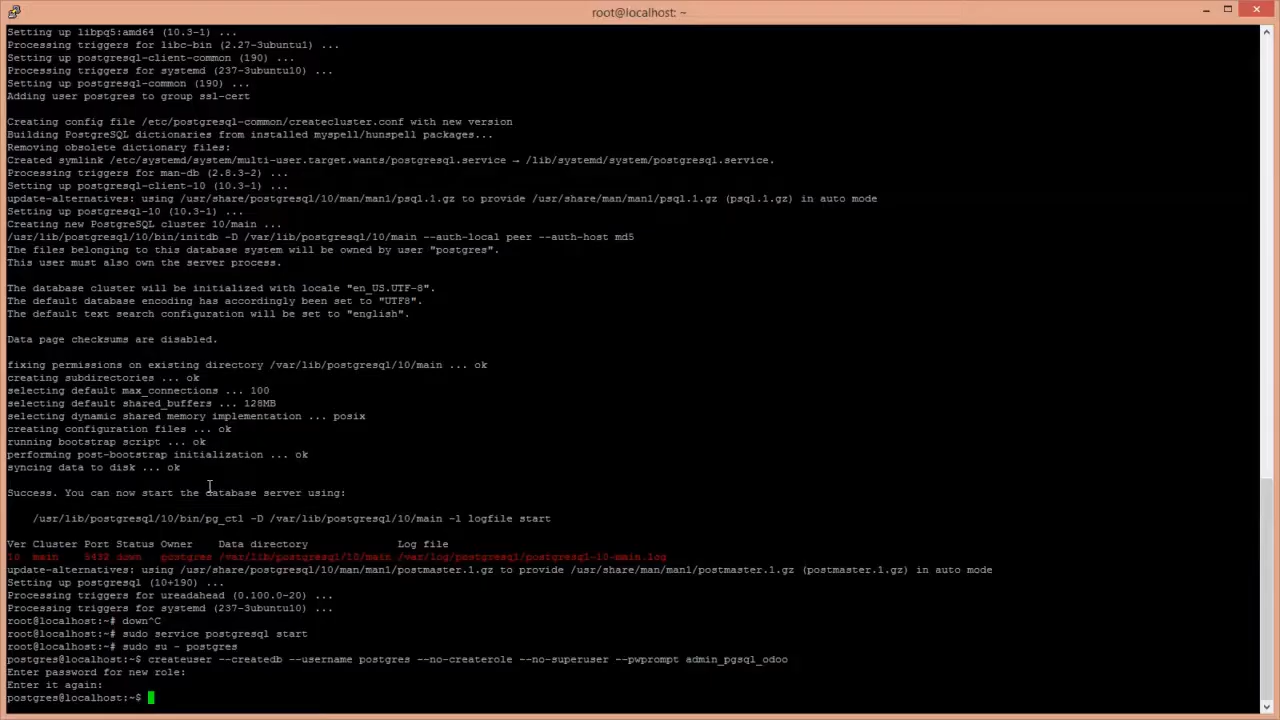 root@localhost: ~
Setting up libpq5:amd64 (10.3-1) ...
Processing triggers for libc-bin (2.27-3ubuntu1) ...
Setting up postgresql-client-common (190) ...
Processing triggers for systemd (237-3ubuntu10) ...
Setting up postgresql-common (190) ...
Adding user postgres to group ssl-cert
Creating config file /etc/postgresql-common/createcluster.conf with new version
Building PostgreSQL dictionaries from installed myspell/hunspell packages...
Removing obsolete dictionary files:
Created symlink /etc/systemd/system/multi-user.target.wants/postgresql.service → /lib/systemd/system/postgresql.service.
Processing triggers for man-db (2.8.3-2) ...
Setting up postgresql-client-10 (10.3-1) ...
update-alternatives: using /usr/share/postgresql/10/man/man1/psql.1.gz to provide /usr/share/man/man1/psql.1.gz (psql.1.gz) in auto mode
Setting up postgresql-10 (10.3-1) ...
Creating new PostgreSQL cluster 10/main ...
/usr/lib/postgresql/10/bin/initdb -D /var/lib/postgresql/10/main --auth-local peer --auth-host md5
The files belonging to this database system will be owned by user "postgres".
This user must also own the server process.
The database cluster will be initialized with locale "en_US.UTF-8".
The default database encoding has accordingly been set to "UTF8".
The default text search configuration will be set to "english".
Data page checksums are disabled.
fixing permissions on existing directory /var/lib/postgresql/10/main ... ok
creating subdirectories ... ok
selecting default max_connections ... 100
selecting default shared_buffers ... 128MB
selecting dynamic shared memory implementation ... posix
creating configuration files ... ok
running bootstrap script ... ok
performing post-bootstrap initialization ... ok
syncing data to disk ... ok
Success. You can now start the database server using:
/usr/lib/postgresql/10/bin/pg_ctl -D /var/lib/postgresql/10/main -l logfile start
Ver Cluster Port Status Owner Data directory Log file
10 main 5432 down postgres /var/lib/postgresql/10/main /var/log/postgresql/postgresql-10-main.log
update-alternatives: using /usr/share/postgresql/10/man/man1/postmaster.1.gz to provide /usr/share/man/man1/postmaster.1.gz (postmaster.1.gz) in auto mode
Setting up postgresql (10+190) ...
Processing triggers for ureadahead (0.100.0-20) ...
Processing triggers for systemd (237-3ubuntu10) ...
root@localhost:~# down^C
root@localhost:~# sudo service postgresql start
root@localhost:~# sudo su - postgres
postgres@localhost:~$ createuser --createdb --username postgres --no-createrole --no-superuser --pwprompt admin_pgsql_odoo
Enter password for new role:
Enter it again:
postgres@localhost:~$